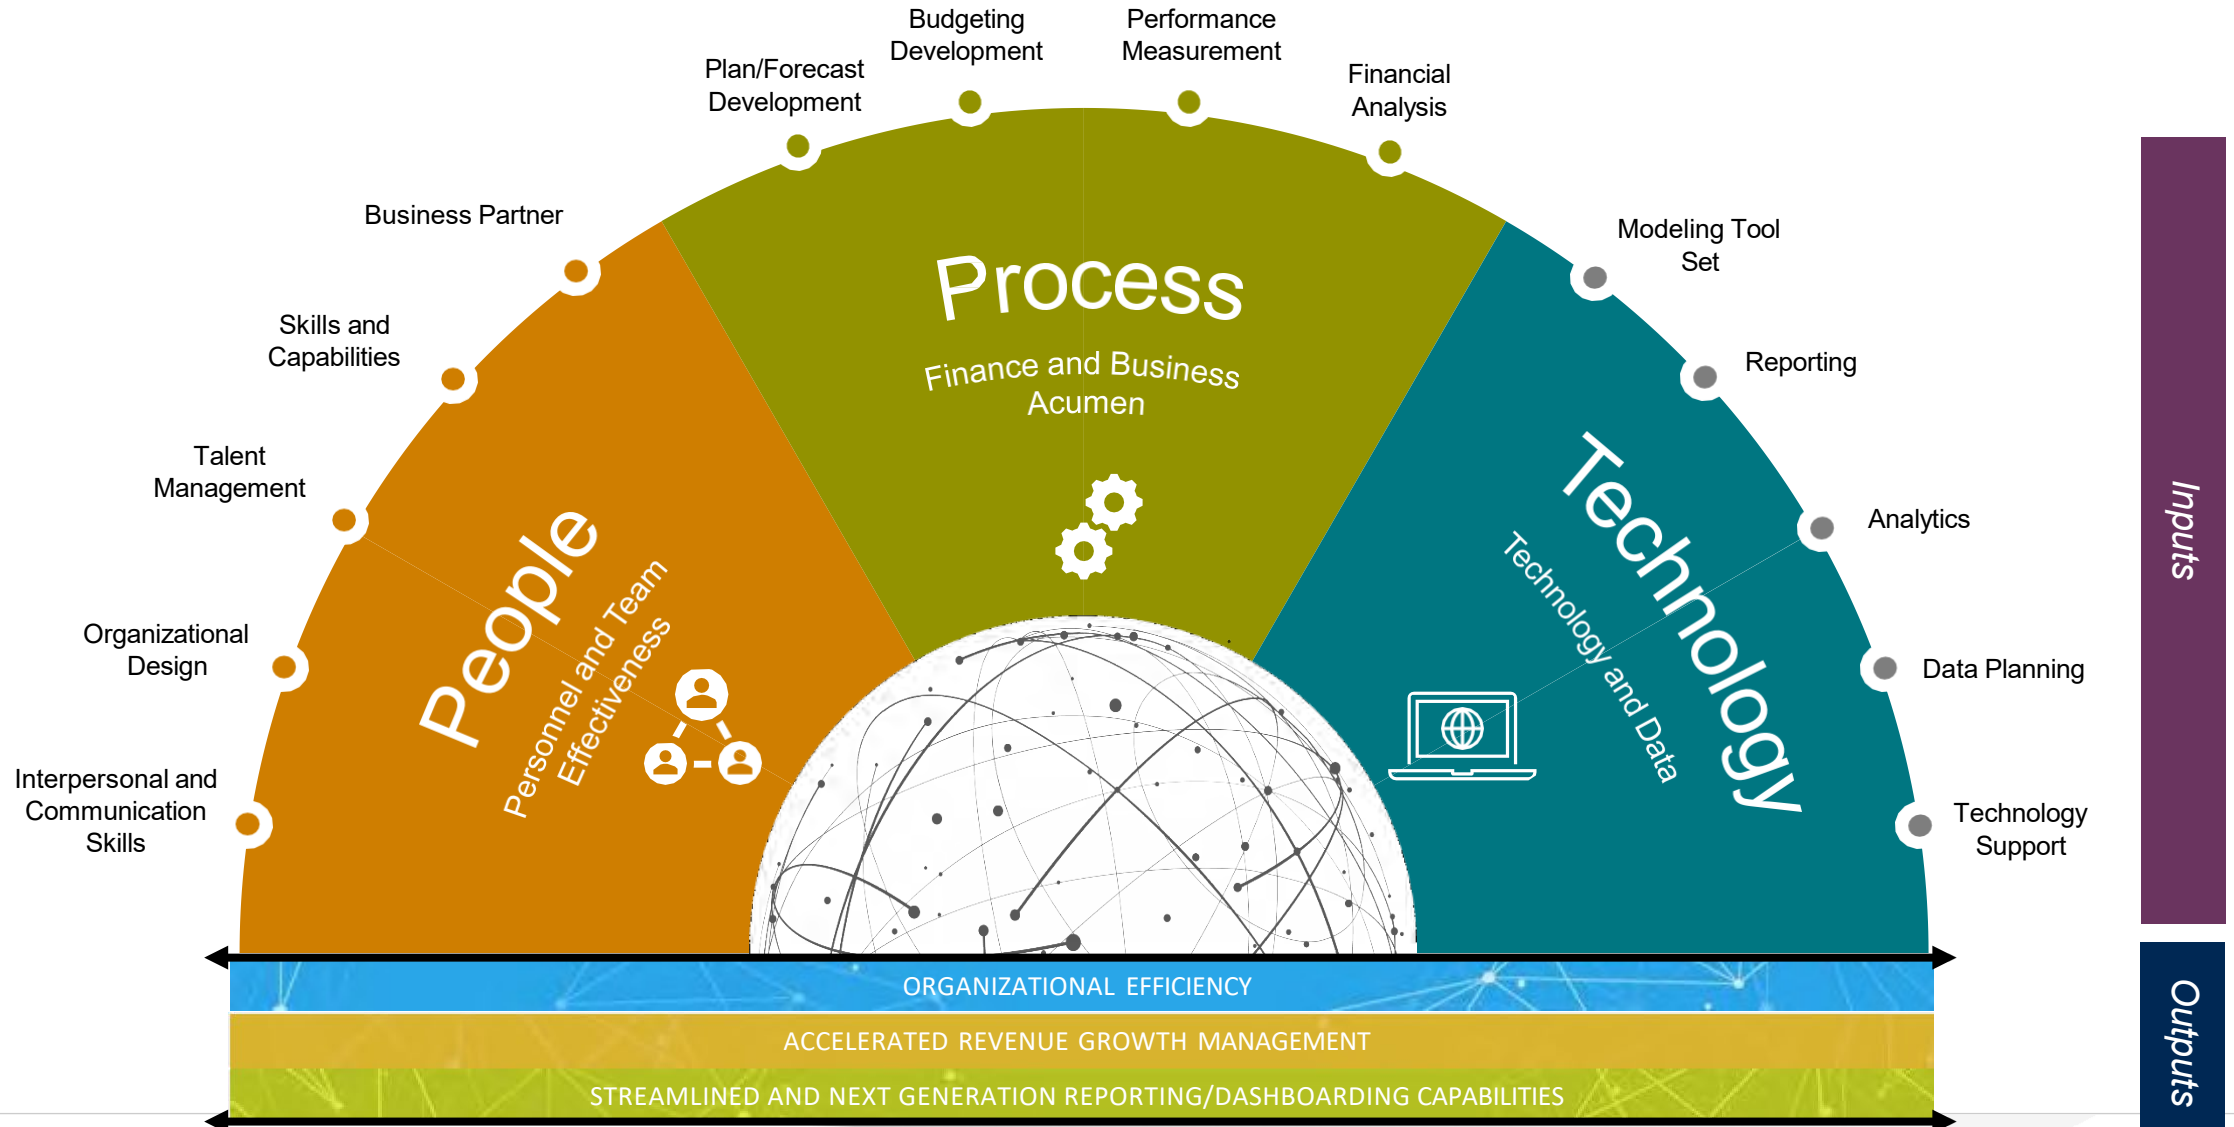 Budgeting
Development
Performance
Measurement
Plan/Forecast
Development
Financial
Analysis
Business Partner
Modeling Tool
Set
Skills and
Capabilities
Reporting
Talent
Management
Analytics
Organizational
Design
Data Planning
Interpersonal and
Communication
Skills
Technology
Support
Process
Finance and Business
Acumen
People
Personnel and Team
Effectiveness
Technology
Technology and Data
Inputs
ORGANIZATIONAL EFFICIENCY
ACCELERATED REVENUE GROWTH MANAGEMENT
STREAMLINED AND NEXT GENERATION REPORTING/DASHBOARDING CAPABILITIES
Outputs